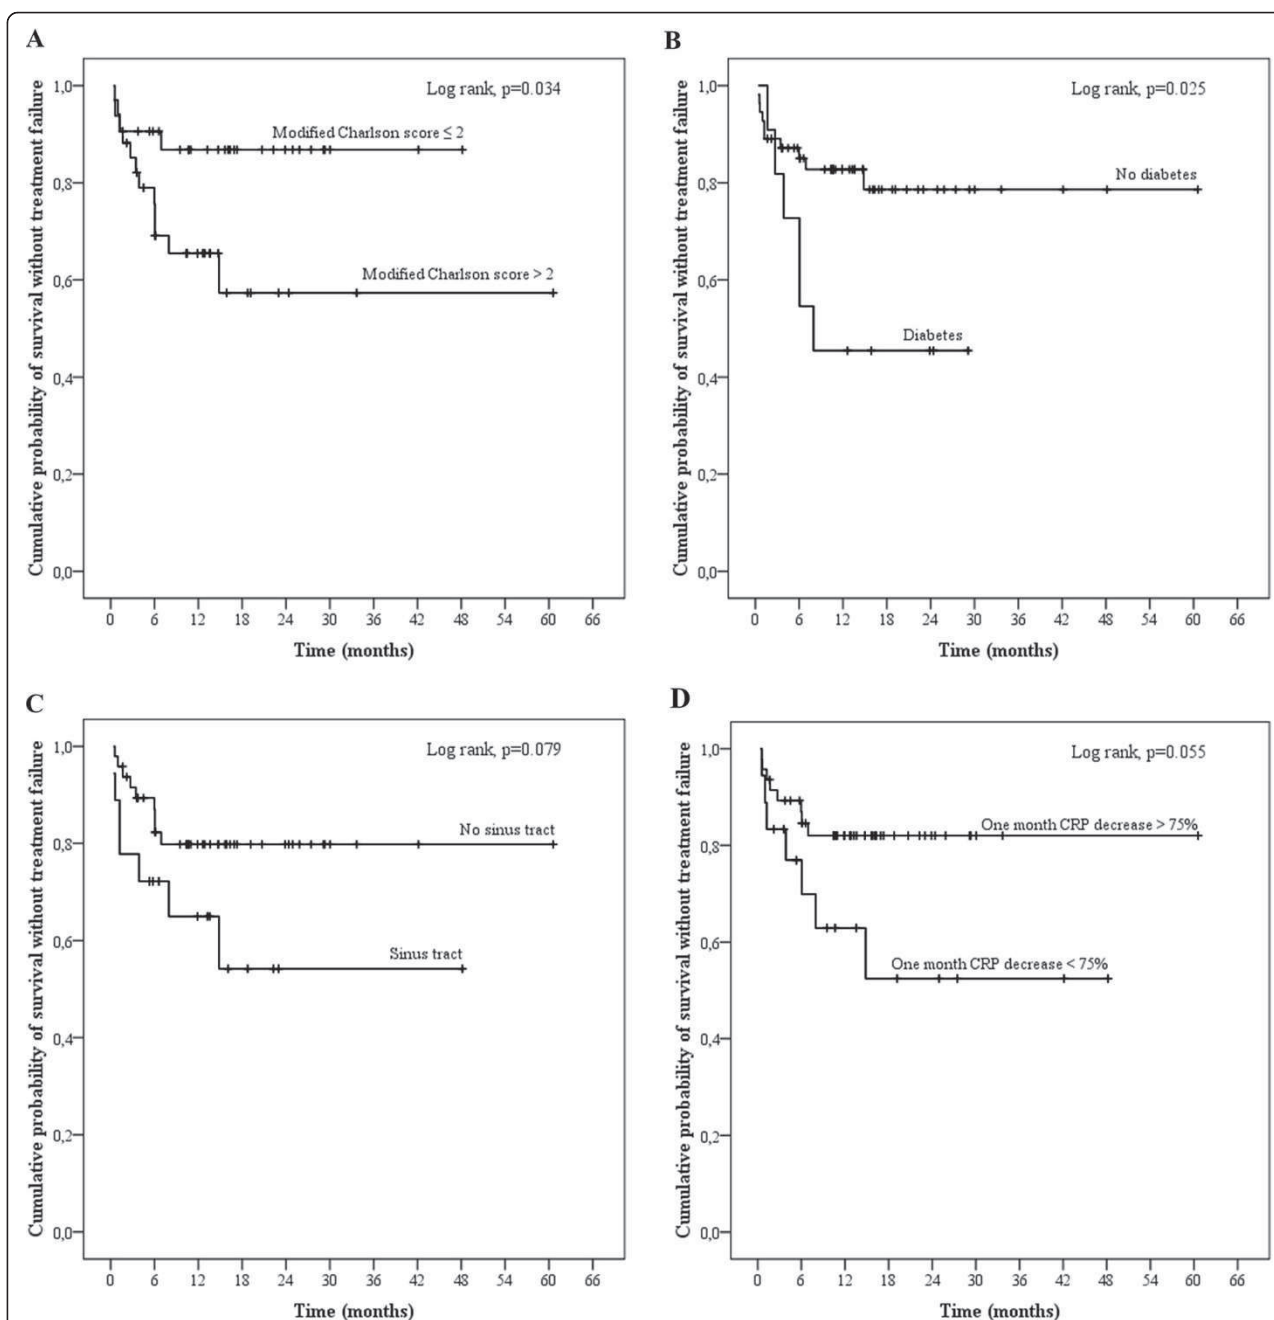 A
Cumulative probability of survival without treatment failure
Log rank, p=0.034
1,0
Modified Charlson score ≤ 2
0,8
0,6
Modified Charlson score > 2
0,4
0,2
0,0
0 6 12 18 24 30 36 42 48 54 60 66
Time (months)
B
Cumulative probability of survival without treatment failure
Log rank, p=0.025
1,0
No diabetes
0,8
0,6
Diabetes
0,4
0,2
0,0
0 6 12 18 24 30 36 42 48 54 60 66
Time (months)
C
Cumulative probability of survival without treatment failure
Log rank, p=0.079
1,0
No sinus tract
0,8
0,6
Sinus tract
0,4
0,2
0,0
0 6 12 18 24 30 36 42 48 54 60 66
Time (months)
D
Cumulative probability of survival without treatment failure
Log rank, p=0.055
1,0
One month CRP decrease > 75%
0,8
0,6
One month CRP decrease < 75%
0,4
0,2
0,0
0 6 12 18 24 30 36 42 48 54 60 66
Time (months)